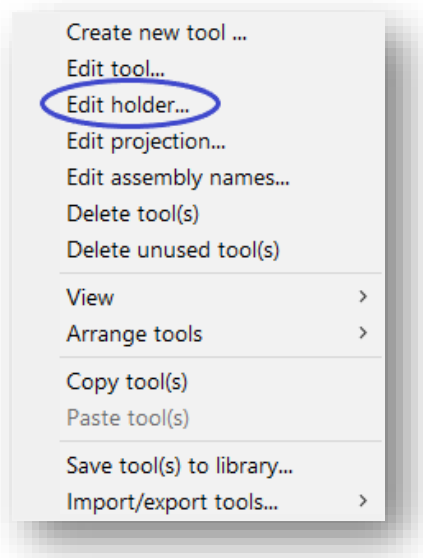 Create new tool ...
Edit tool...
Edit holder...
Edit projection...
Edit assembly names...
Delete tool(s)
Delete unused tool(s)
View
Arrange tools
Copy tool(s)
Paste tool(s)
Save tool(s) to library...
Import/export tools...